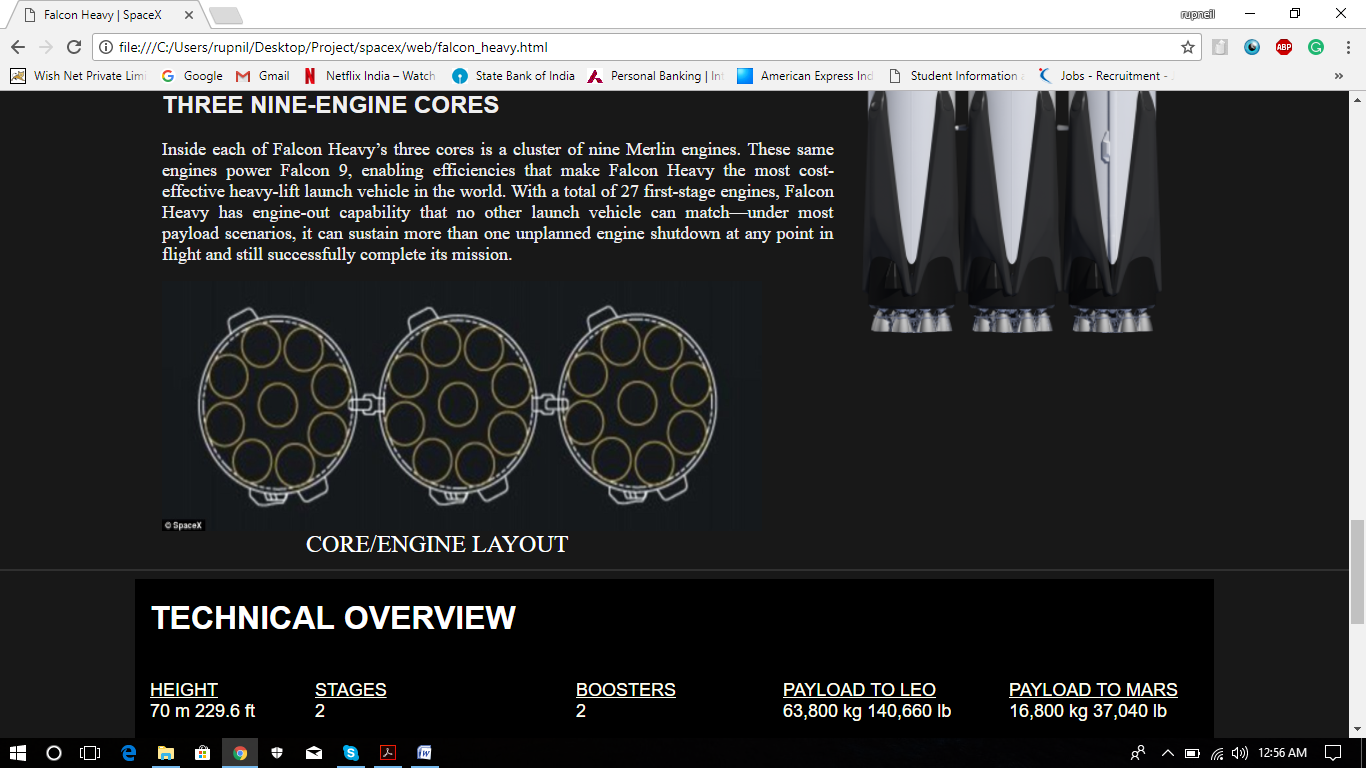 Falcon Heavy | SpaceX
rupneil
file:///C:/Users/rupnil/Desktop/Project/spacex/web/falcon_heavy.html
ABP
Wish Net Private Limi
Google
Gmail
Netflix India – Watch
State Bank of India
Personal Banking | Int
American Express Ind
Student Information a
Jobs - Recruitment -
THREE NINE-ENGINE CORES
Inside each of Falcon Heavy’s three cores is a cluster of nine Merlin engines. These same
engines power Falcon 9, enabling efficiencies that make Falcon Heavy the most cost-
effective heavy-lift launch vehicle in the world. With a total of 27 first-stage engines, Falcon
Heavy has engine-out capability that no other launch vehicle can match—under most
payload scenarios, it can sustain more than one unplanned engine shutdown at any point in
flight and still successfully complete its mission.
© SpaceX
CORE/ENGINE LAYOUT
TECHNICAL OVERVIEW
HEIGHT
70 m 229.6 ft
STAGES
2
BOOSTERS
2
PAYLOAD TO LEO
63,800 kg 140,660 lb
PAYLOAD TO MARS
16,800 kg 37,040 lb
12:56 AM